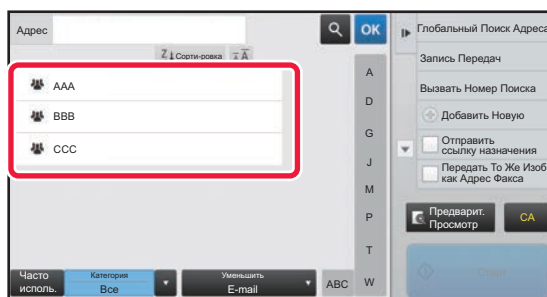 Адрес
OK
Z↓Сорти-ровка
AAA
BBB
CCC
A
D
G
J
M
P
T
W
Часто
исполь.
Категория
Все
Уменьшить
E-mail
ABC
Глобальный Поиск Адреса
Запись Передач
Вызвать Номер Поиска
Добавить Новую
Отправить
ссылку назначения
Передать То Же Изоб
как Адрес Факса
Предварит.
Просмотр
CA
Старт